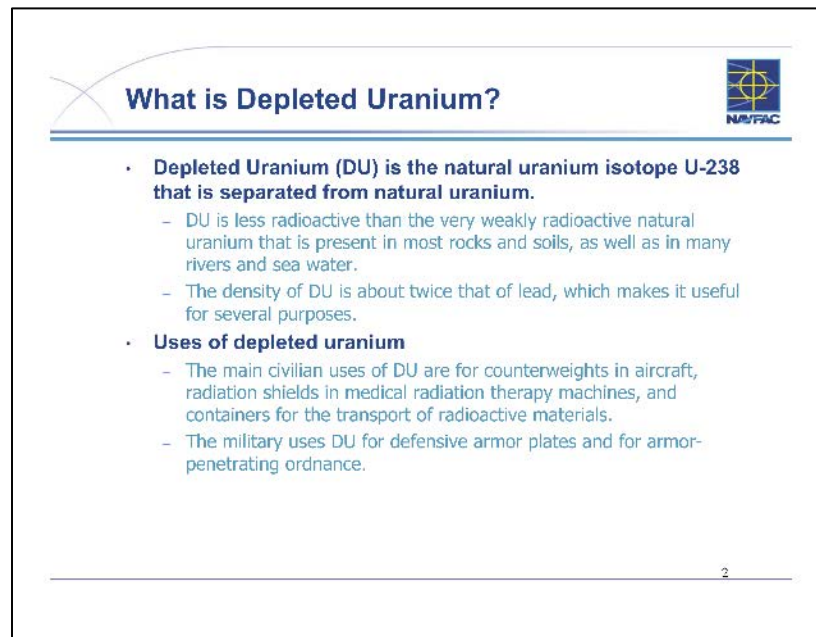 What is Depleted Uranium?
NAVFAC
• Depleted Uranium (DU) is the natural uranium isotope U-238
that is separated from natural uranium.
– DU is less radioactive than the very weakly radioactive natural
uranium that is present in most rocks and soils, as well as in many
rivers and sea water.
– The density of DU is about twice that of lead, which makes it useful
for several purposes.
• Uses of depleted uranium
– The main civilian uses of DU are for counterweights in aircraft,
radiation shields in medical radiation therapy machines, and
containers for the transport of radioactive materials.
– The military uses DU for defensive armor plates and for armor-
penetrating ordnance.
2